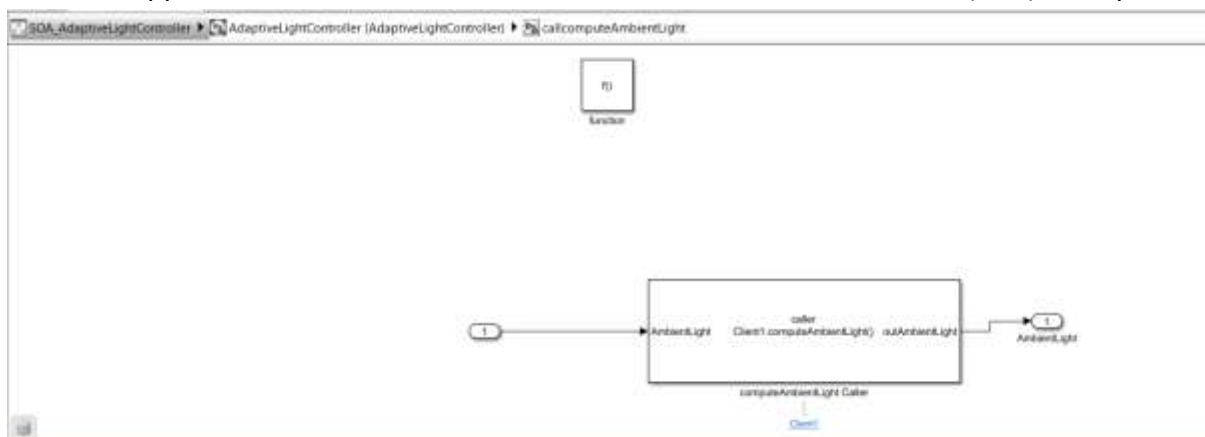 SOA_AdaptiveLightController AdaptiveLightController (AdaptiveLightController) callcomputeAmbientLight
f()
function
1
AmbientLight
caller
Client1.computeAmbientLight()
outAmbientLight
1
AmbientLight
computeAmbientLight Caller
Client1